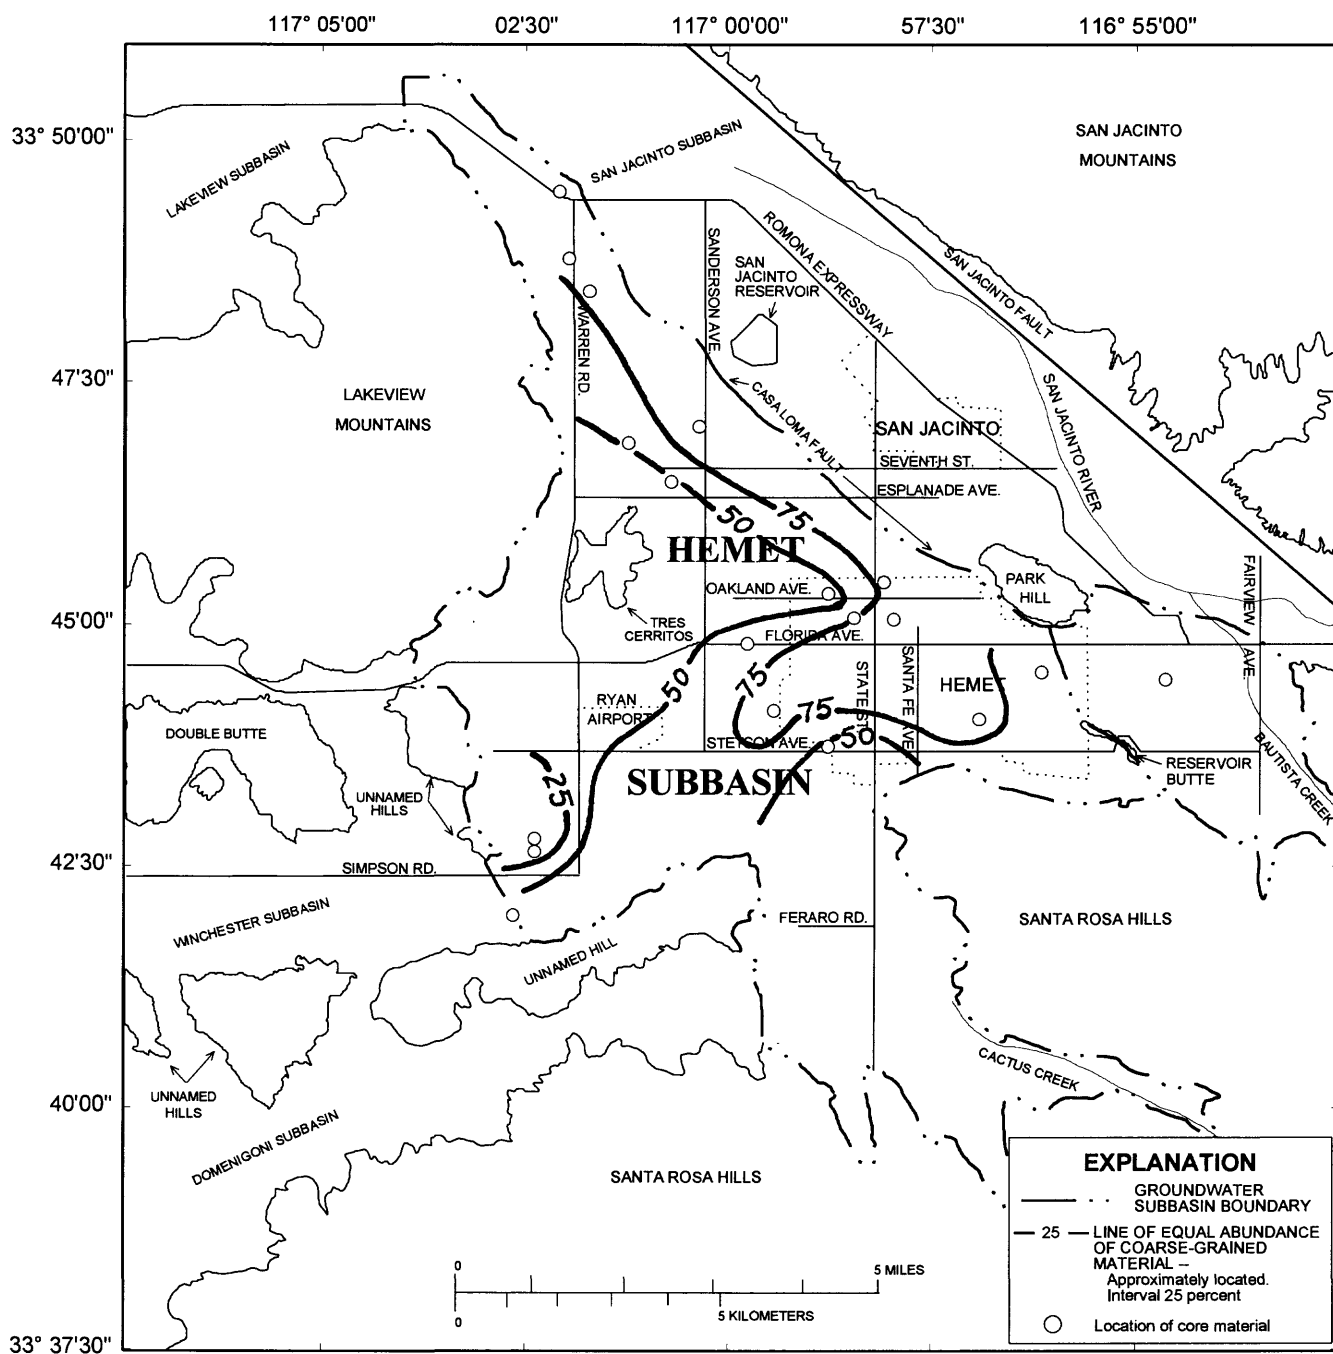 117° 05'00"
02'30"
117° 00'00"
57'30"
116° 55'00"
33° 50'00"
47'30"
45'00"
42'30"
40'00"
33° 37'30"
SAN JACINTO
MOUNTAINS
LAKEVIEW SUBBASIN
SAN JACINTO SUBBASIN
ROMONA EXPRESSWAY
SAN JACINTO FAULT
SANDERSON AVE.
SAN
JACINTO
RESERVOIR
WARREN RD.
LAKEVIEW
MOUNTAINS
CASA LOMA FAULT
SAN JACINTO RIVER
SAN JACINTO
SEVENTH ST.
ESPLANADE AVE.
50
75
HEMET
OAKLAND AVE.
PARK
HILL
FAIRVIEW
AVE.
TRES
CERRITOS
FLORIDA AVE.
STATE ST.
SANTA FE AVE.
50
75
HEMET
RYAN
AIRPORT
75
50
STETSON AVE.
DOUBLE BUTTE
RESERVOIR
BUTTE
BAUTISTA CREEK
SUBBASIN
UNNAMED
HILLS
25
SIMPSON RD.
WINCHESTER SUBBASIN
FERARO RD.
SANTA ROSA HILLS
UNNAMED HILL
CACTUS CREEK
UNNAMED
HILLS
DOMENIGONI SUBBASIN
SANTA ROSA HILLS
0
5 MILES
5 KILOMETERS
0
EXPLANATION
GROUNDWATER
SUBBASIN BOUNDARY
25
LINE OF EQUAL ABUNDANCE
OF COARSE-GRAINED
MATERIAL --
Approximately located.
Interval 25 percent
Location of core material